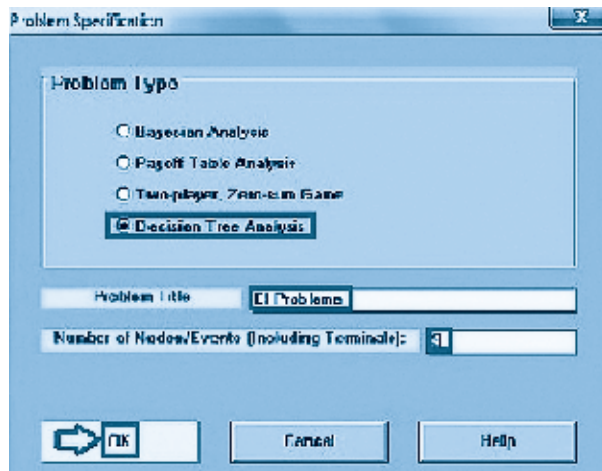 Problem Specification
Problem Type
Bayesian Analysis
Payoff Table Analysis
Two-player, Zero-sum Game
Decision Tree Analysis
Problem Title
Problems
Number of Nodes/Events (Including Terminals):
OK
Cancel
Help